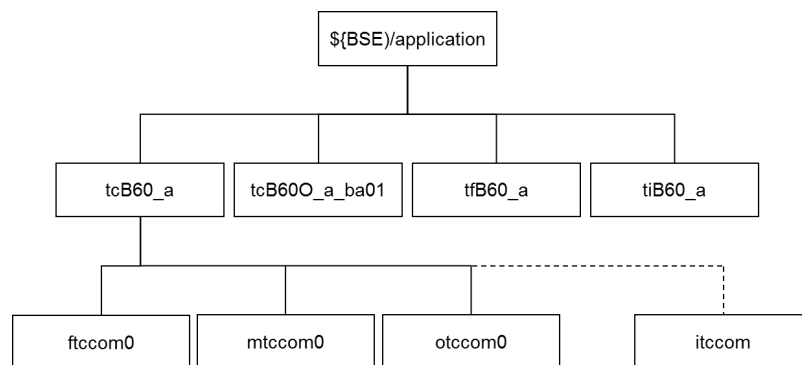 ${BSE)/application
tcB60_a
tcB60O_a_ba01
tfB60_a
tiB60_a
ftccom0
mtccom0
otccom0
itccom